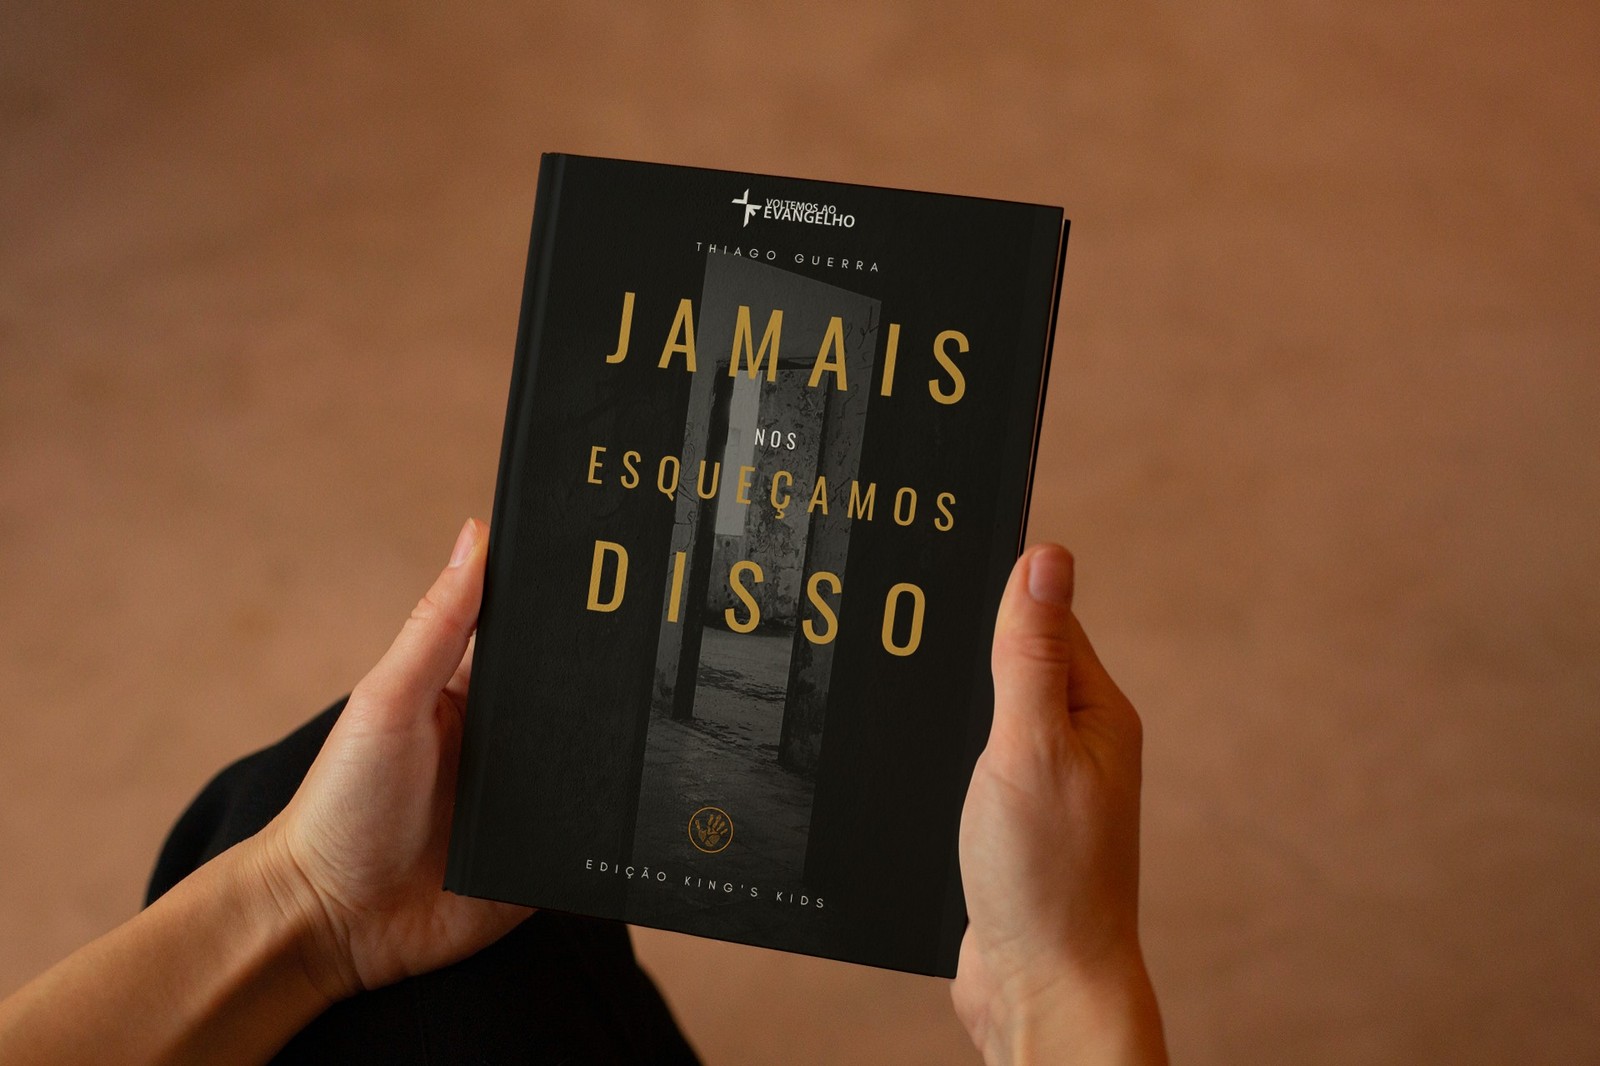 VOLTEMOS AO
EVANGELHO
THIAGO GUERRA
JAMAIS
NOS
ESQUEÇAMOS
DISSO
EDIÇÃO KING'S KIDS